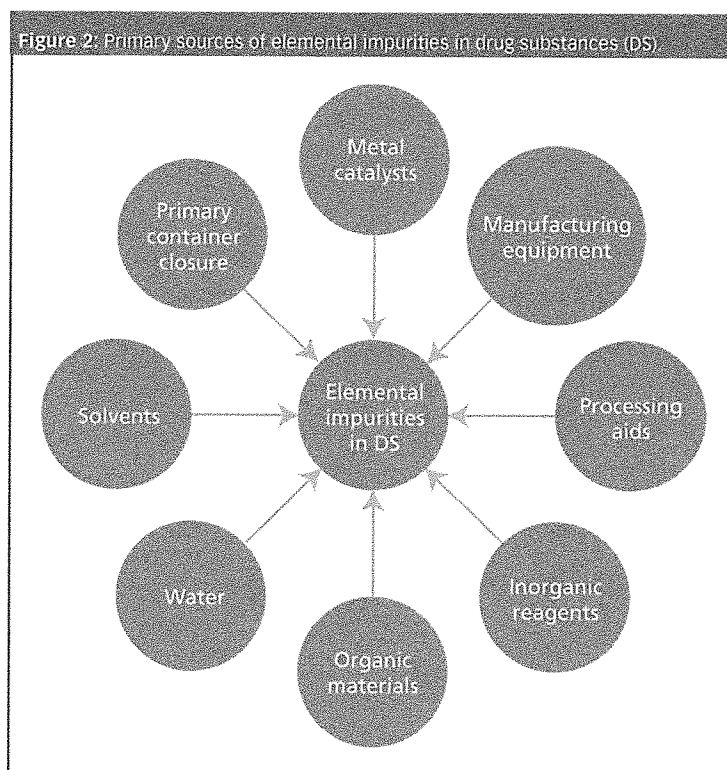 Figure 2: Primary sources of elemental impurities in drug substances (DS).
Metal
catalysts
Primary
container
closure
Manufacturing
equipment
Solvents
Elemental
impurities
in DS
Processing
aids
Water
Inorganic
reagents
Organic
materials